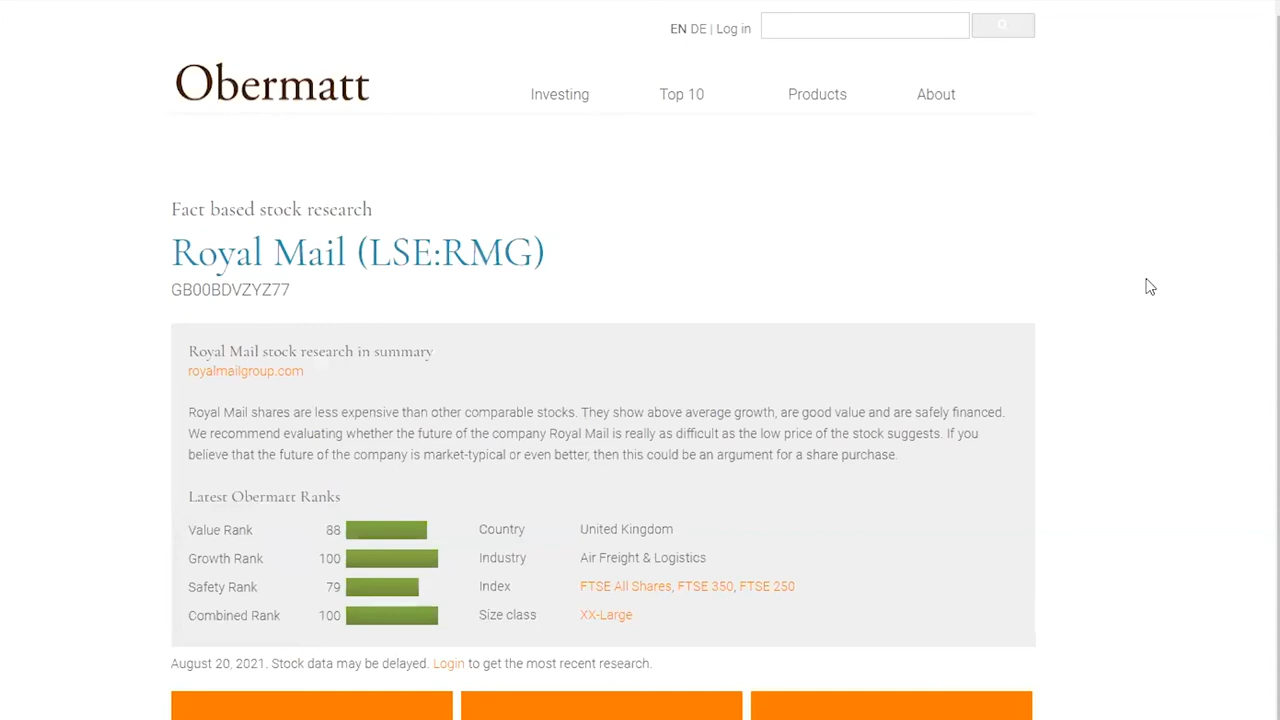 EN DE | Log in
Obermatt
Investing Top 10 Products About
Fact based stock research
Royal Mail (LSE:RMG)
GB00BDVZYZ77
Royal Mail stock research in summary
royalmailgroup.com
Royal Mail shares are less expensive than other comparable stocks. They show above average growth, are good value and are safely financed.
We recommend evaluating whether the future of the company Royal Mail is really as difficult as the low price of the stock suggests. If you
believe that the future of the company is market-typical or even better, then this could be an argument for a share purchase.
Latest Obermatt Ranks
Value Rank 88 Country United Kingdom
Growth Rank 100 Industry Air Freight & Logistics
Safety Rank 79 Index FTSE All Shares, FTSE 350, FTSE 250
Combined Rank 100 Size class XX-Large
August 20, 2021. Stock data may be delayed. Login to get the most recent research.